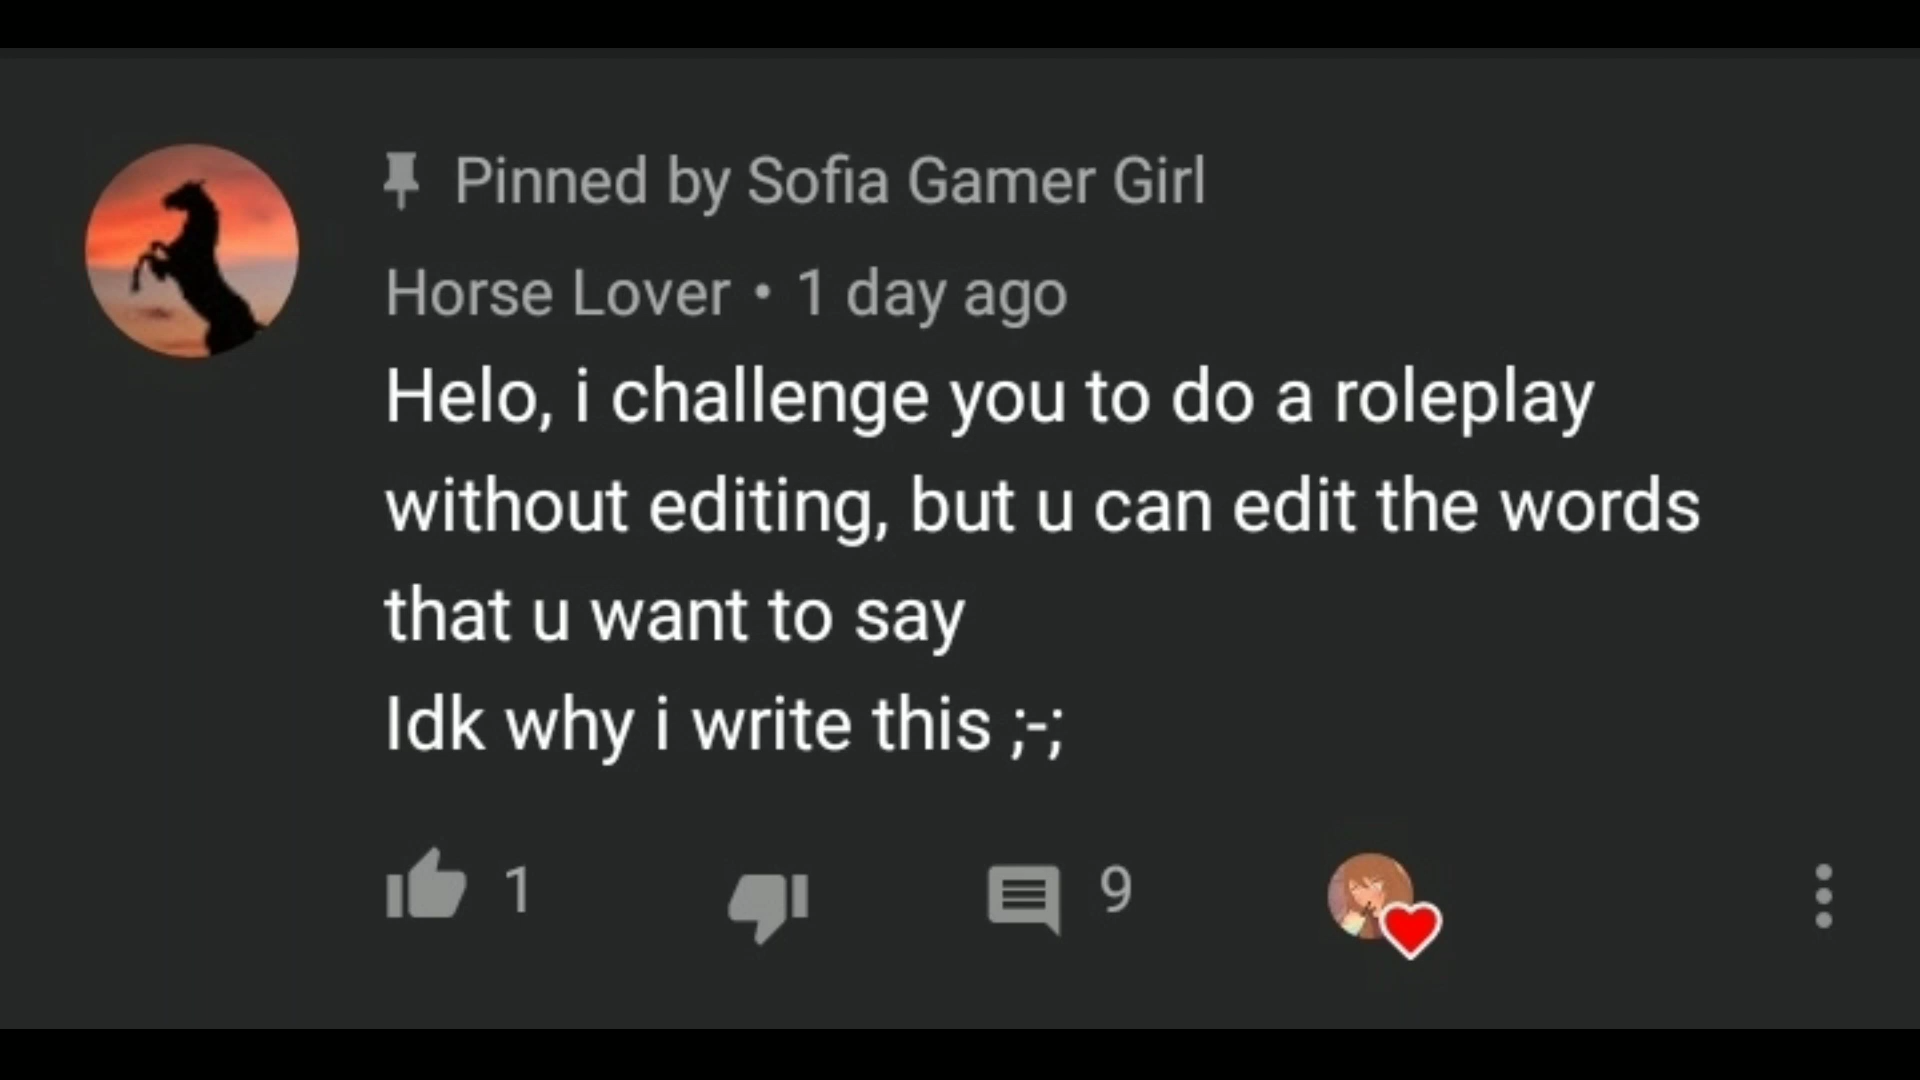 Pinned by Sofia Gamer Girl
Horse Lover • 1 day ago
Helo, i challenge you to do a roleplay
without editing, but u can edit the words
that u want to say
Idk why i write this ;-;
1
9